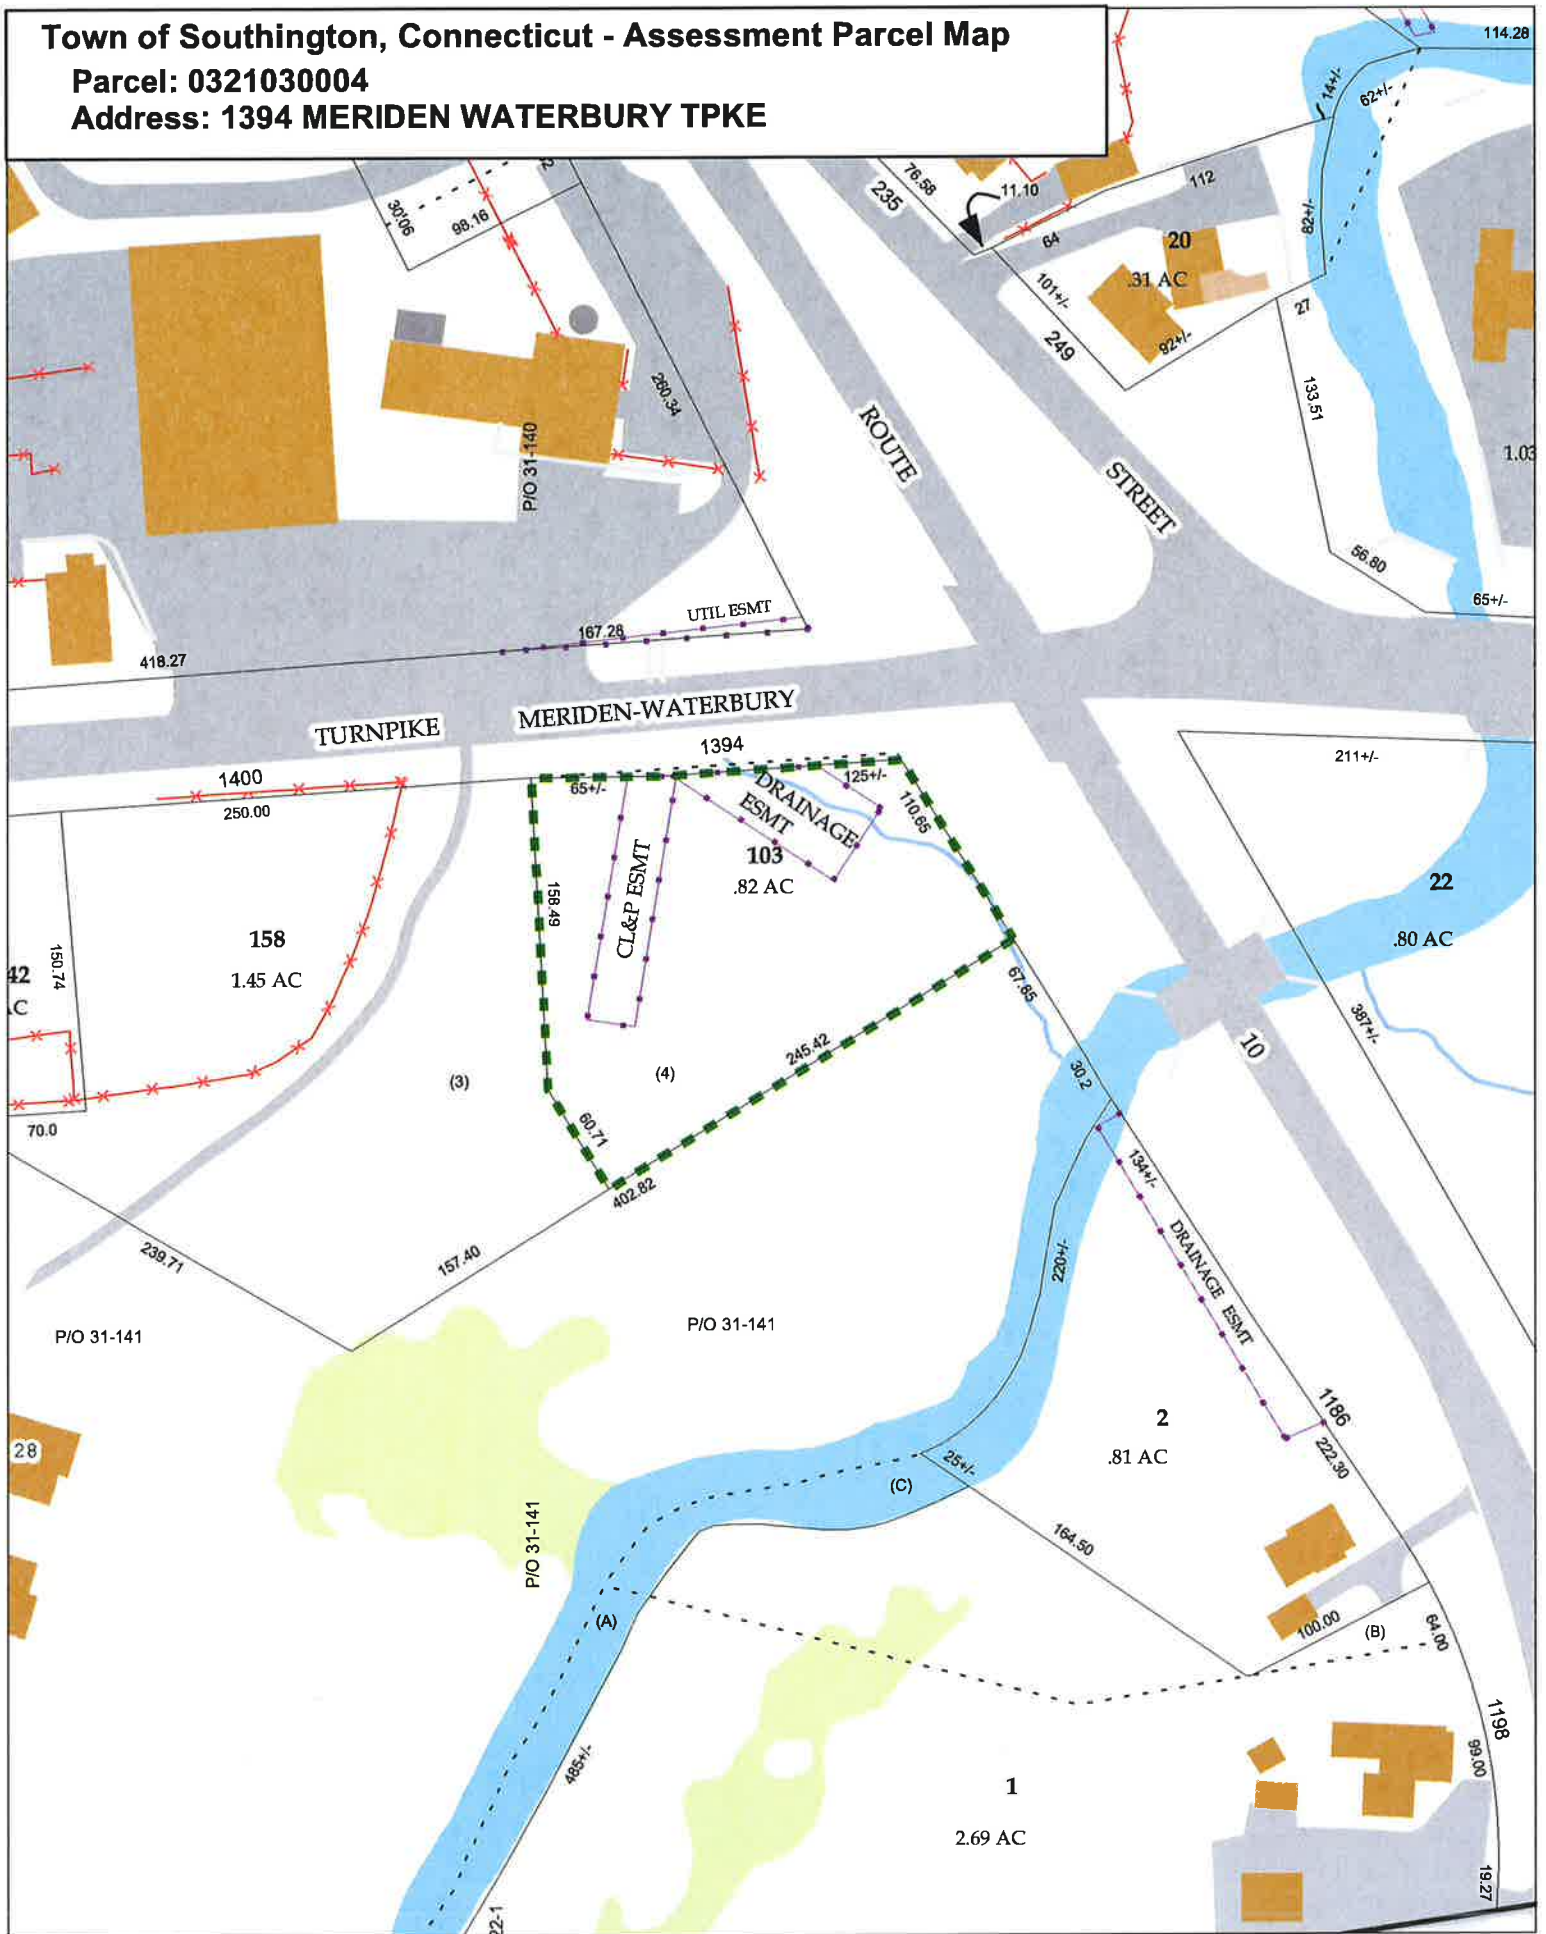 Town of Southington, Connecticut - Assessment Parcel Map
Parcel: 0321030004
Address: 1394 MERIDEN WATERBURY TPKE
114.28
14+/-
62+/-
76.58
235
11.10
112
30.06
98.16
64
82+/-
20
.31 AC
101+/-
27
249
92+/-
260.34
133.51
ROUTE
P/O 31-140
1.03
STREET
56.80
65+/-
UTIL ESMT
167.28
418.27
MERIDEN-WATERBURY
TURNPIKE
1394
211+/-
1400
250.00
65+/-
125+/-
DRAINAGE
ESMT
110.65
103
.82 AC
CL&P ESMT
158.49
22
.80 AC
158
1.45 AC
150.74
42
AC
67.85
387+/-
10
245.42
30.2
(3)
(4)
60.71
70.0
134+/-
402.82
239.71
157.40
220+/-
DRAINAGE ESMT
P/O 31-141
P/O 31-141
1186
222.30
2
.81 AC
28
25+/-
(C)
P/O 31-141
164.50
(A)
100.00
(B)
64.00
1198
99.00
485+/-
1
2.69 AC
19.27
22-1